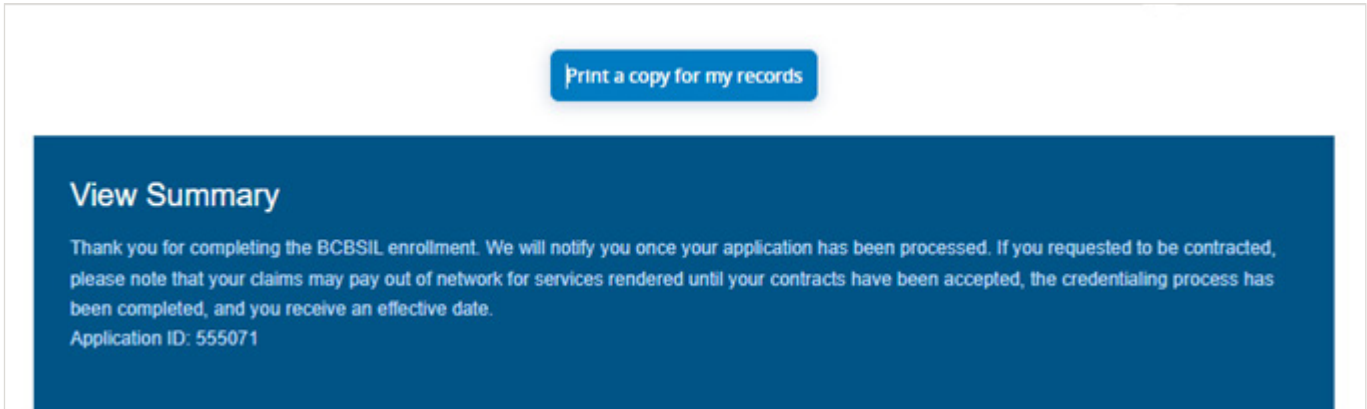 Print a copy for my records
View Summary
Thank you for completing the BCBSIL enrollment. We will notify you once your application has been processed. If you requested to be contracted,
please note that your claims may pay out of network for services rendered until your contracts have been accepted, the credentialing process has
been completed, and you receive an effective date.
Application ID: 555071